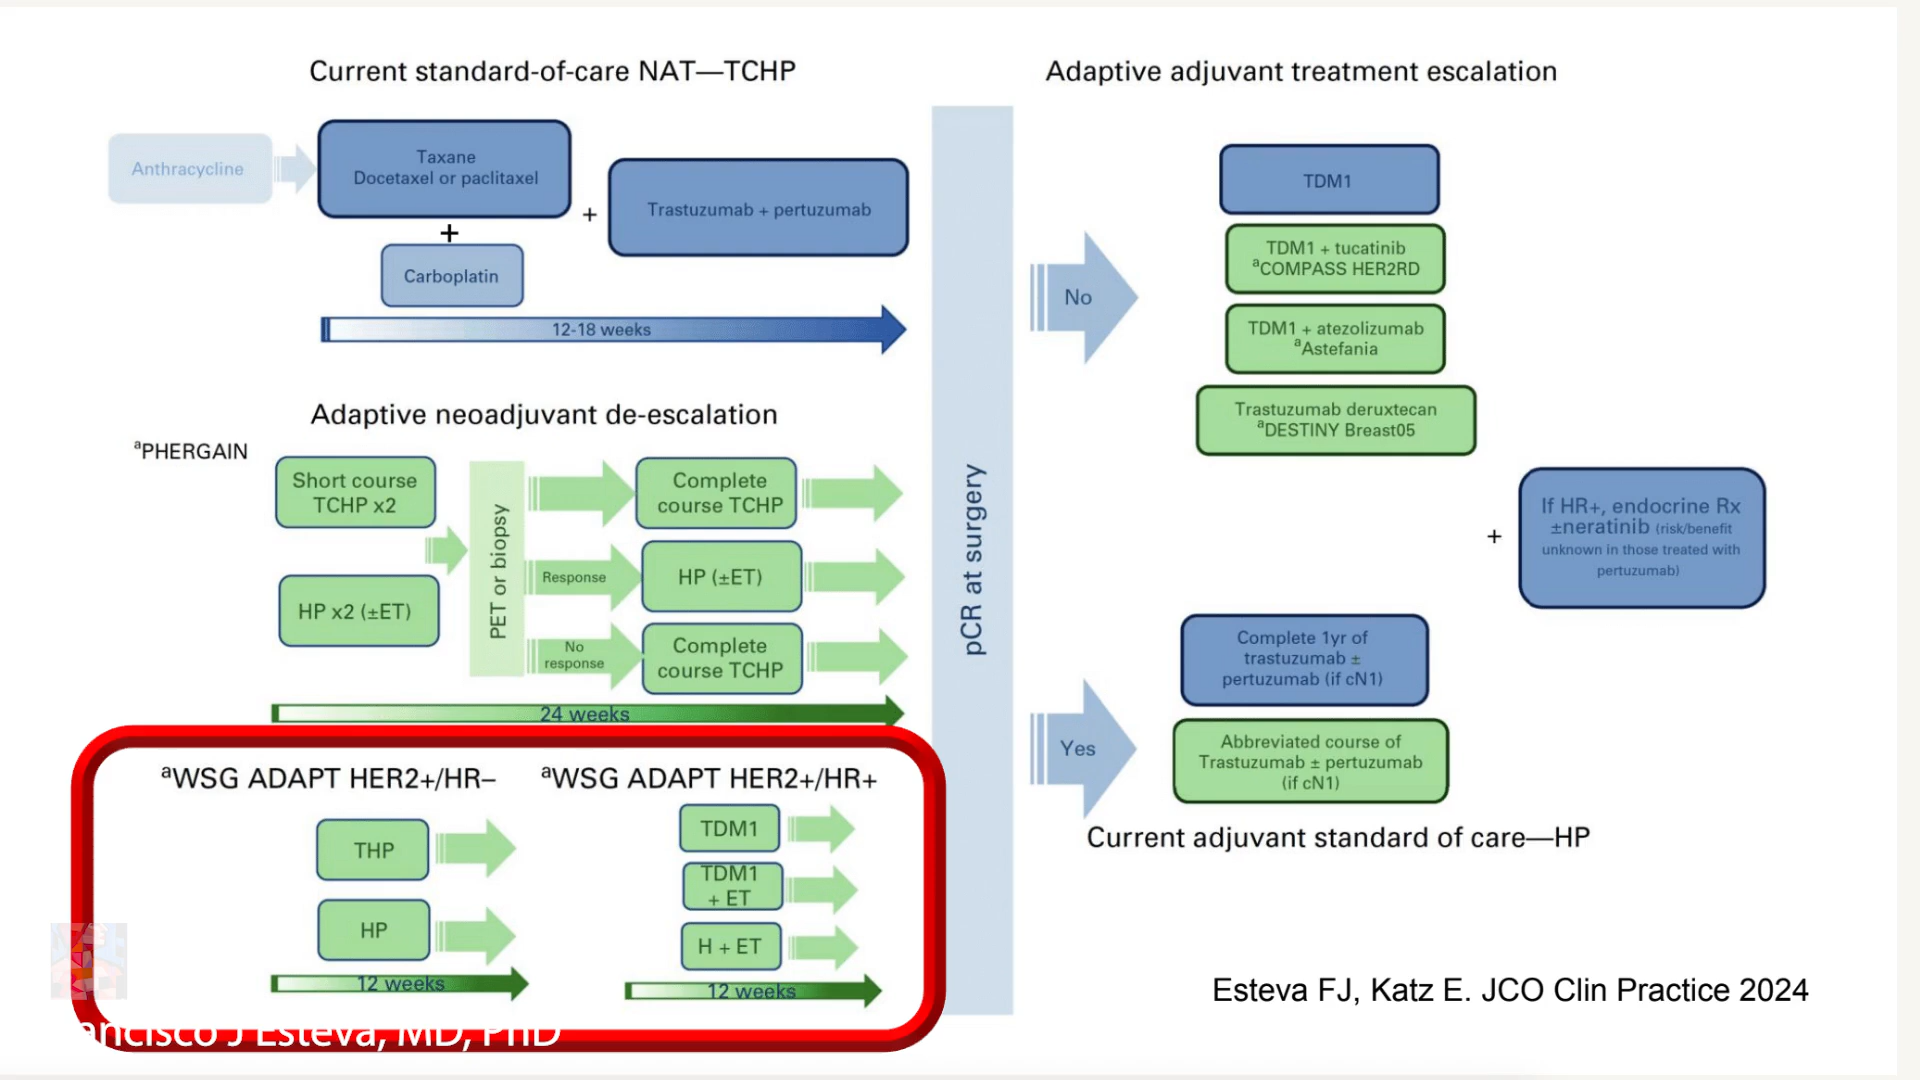 Current standard-of-care NAT—TCHP
Anthracycline
Taxane
Docetaxel or paclitaxel
+
Carboplatin
+
Trastuzumab + pertuzumab
12-18 weeks
Adaptive neoadjuvant de-escalation
aPHERGAIN
Short course
TCHP x2
HP x2 (±ET)
PET or biopsy
Response
No
response
Complete
course TCHP
HP (±ET)
Complete
course TCHP
24 weeks
aWSG ADAPT HER2+/HR–
THP
HP
12 weeks
aWSG ADAPT HER2+/HR+
TDM1
TDM1
+ ET
H + ET
12 weeks
pCR at surgery
Adaptive adjuvant treatment escalation
No
TDM1
TDM1 + tucatinib
aCOMPASS HER2RD
TDM1 + atezolizumab
aAstefania
Trastuzumab deruxtecan
aDESTINY Breast05
+
If HR+, endocrine Rx
±neratinib (risk/benefit
unknown in those treated with
pertuzumab)
Yes
Complete 1yr of
trastuzumab ±
pertuzumab (if cN1)
Abbreviated course of
Trastuzumab ± pertuzumab
(if cN1)
Current adjuvant standard of care—HP
Esteva FJ, Katz E. JCO Clin Practice 2024
ancisco J Esteva, MD, PhD